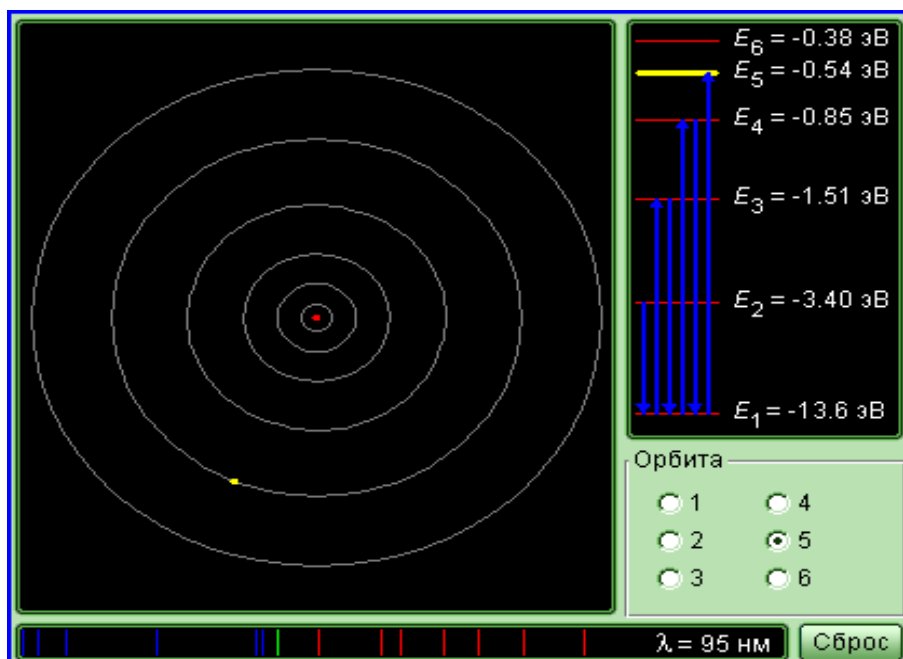 E6 = -0.38 эВ
E5 = -0.54 эВ
E4 = -0.85 эВ
E3 = -1.51 эВ
E2 = -3.40 эВ
E1 = -13.6 эВ
Орбита
1 4
2 5
3 6
λ = 95 нм Сброс